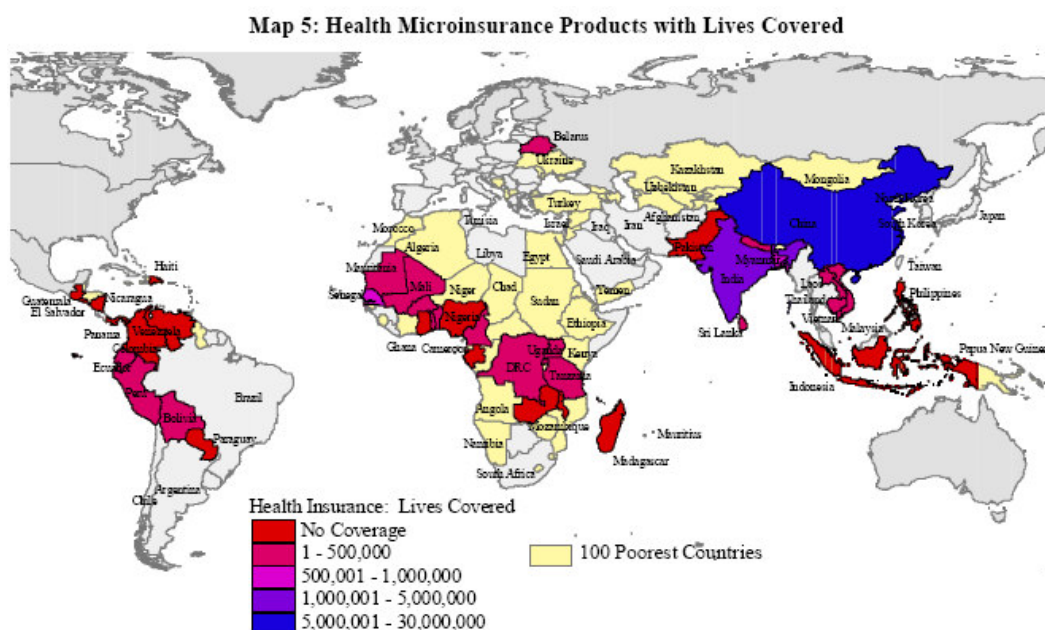 Map 5: Health Microinsurance Products with Lives Covered
Belarus
Ukraine
Kazakhstan
Mongolia
Uzbekistan
Turkey
North Korea
South Korea
Japan
China
Afghanistan
Tunisia
Morocco
Israel
Iraq
Iran
Algeria
Libya
Egypt
Pakistan
Saudi Arabia
Taiwan
Haiti
Mauritania
Mali
Niger
Chad
Sudan
Yemen
India
Myanmar
Laos
Thailand
Vietnam
Philippines
Guatemala
Nicaragua
El Salvador
Senegal
Panama
Venezuela
Nigeria
Ethiopia
Sri Lanka
Malaysia
Colombia
Ghana
Cameroon
Uganda
Kenya
Ecuador
DRC
Tanzania
Indonesia
Papua New Guinea
Peru
Brazil
Angola
Bolivia
Mozambique
Mauritius
Paraguay
Namibia
Madagascar
South Africa
Chile
Argentina
Health Insurance: Lives Covered
No Coverage
1 - 500,000
500,001 - 1,000,000
1,000,001 - 5,000,000
5,000,001 - 30,000,000
100 Poorest Countries